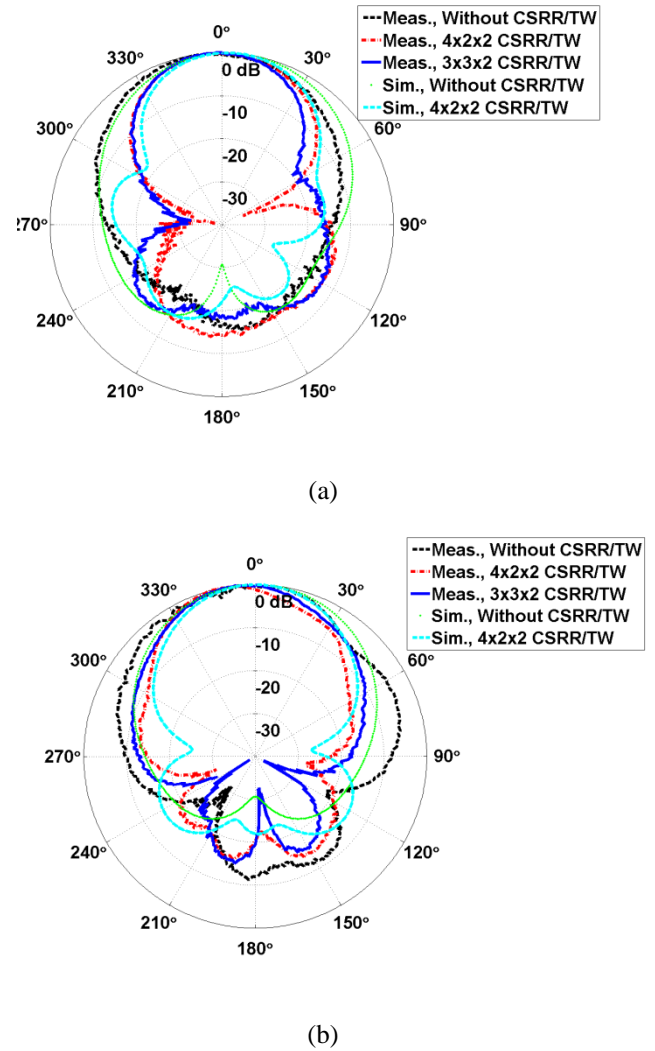 0°
30°
60°
90°
120°
150°
180°
210°
240°
270°
300°
330°
0 dB
-10
-20
-30
Meas., Without CSRR/TW
Meas., 4x2x2 CSRR/TW
Meas., 3x3x2 CSRR/TW
Sim., Without CSRR/TW
Sim., 4x2x2 CSRR/TW
(a)
0°
30°
60°
90°
120°
150°
180°
210°
240°
270°
300°
330°
0 dB
-10
-20
-30
Meas., Without CSRR/TW
Meas., 4x2x2 CSRR/TW
Meas., 3x3x2 CSRR/TW
Sim., Without CSRR/TW
Sim., 4x2x2 CSRR/TW
(b)